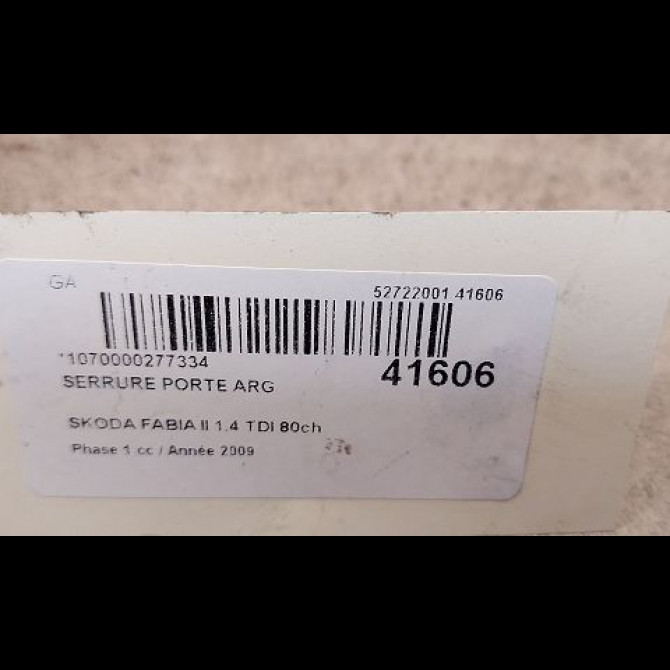 GA
52722001 41606
*1070000277334
41606
SERRURE PORTE ARG
SKODA FABIA II 1.4 TDI 80ch
Phase 1 cc / Année 2009